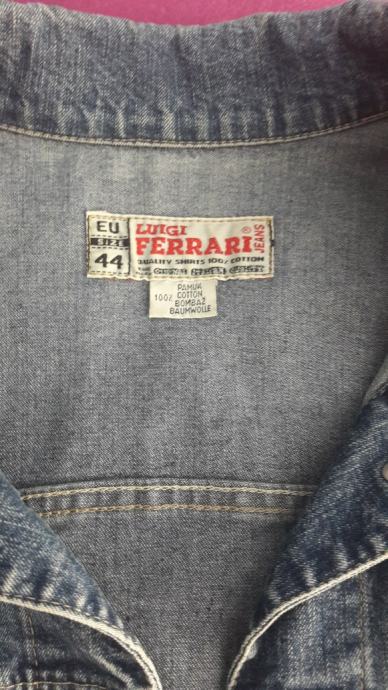 EU
SIZE
44
LUIGI ®
FERRARI
JEANS
QUALITY SHIRTS 100% COTTON
100% PAMUK
COTTON
BOMBAZ
BAUMWOLLE